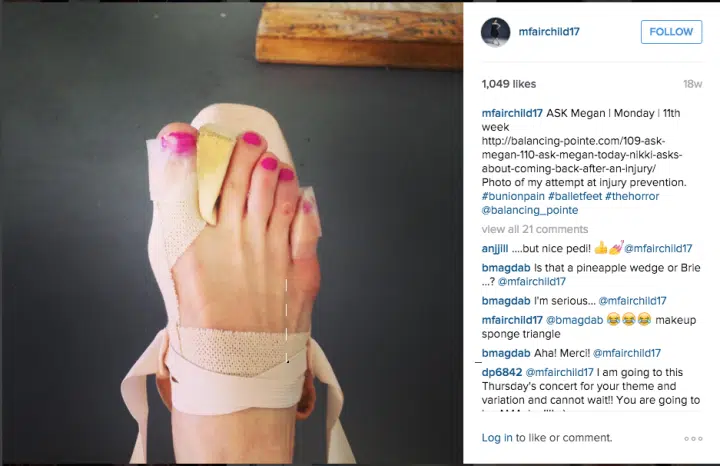 mfairchild17
FOLLOW
1,049 likes
18w
mfairchild17 ASK Megan | Monday | 11th
week
http://balancing-pointe.com/109-ask-
megan-110-ask-megan-today-nikki-asks-
about-coming-back-after-an-injury/
Photo of my attempt at injury prevention.
#bunionpain #balletfeet #thehorror
@balancing_pointe
view all 21 comments
anjjill ....but nice pedi! 👍💅@mfairchild17
bmagdab Is that a pineapple wedge or Brie
...? @mfairchild17
bmagdab I'm serious... @mfairchild17
mfairchild17 @bmagdab 😂😂😂 makeup
sponge triangle
bmagdab Aha! Merci! @mfairchild17
dp6842 @mfairchild17 I am going to this
Thursday's concert for your theme and
variation and cannot wait!! You are going to
Log in to like or comment.